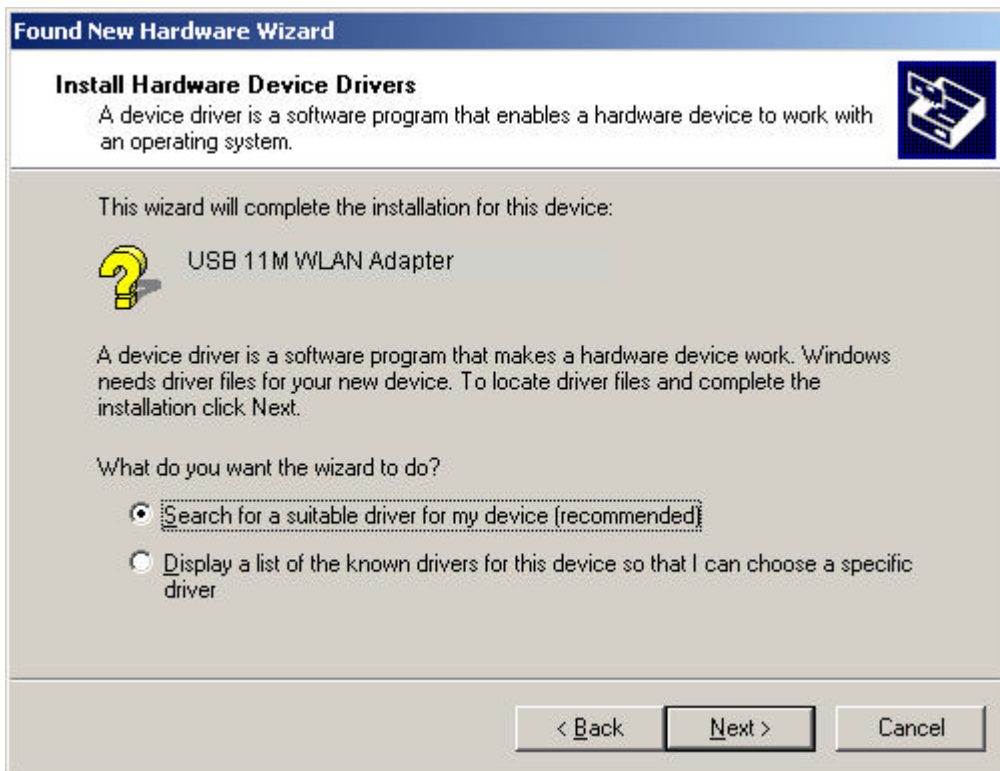 Found New Hardware Wizard
Install Hardware Device Drivers
A device driver is a software program that enables a hardware device to work with
an operating system.
This wizard will complete the installation for this device:
USB 11M WLAN Adapter
A device driver is a software program that makes a hardware device work. Windows
needs driver files for your new device. To locate driver files and complete the
installation click Next.
What do you want the wizard to do?
Search for a suitable driver for my device (recommended)
Display a list of the known drivers for this device so that I can choose a specific
driver
< Back Next > Cancel